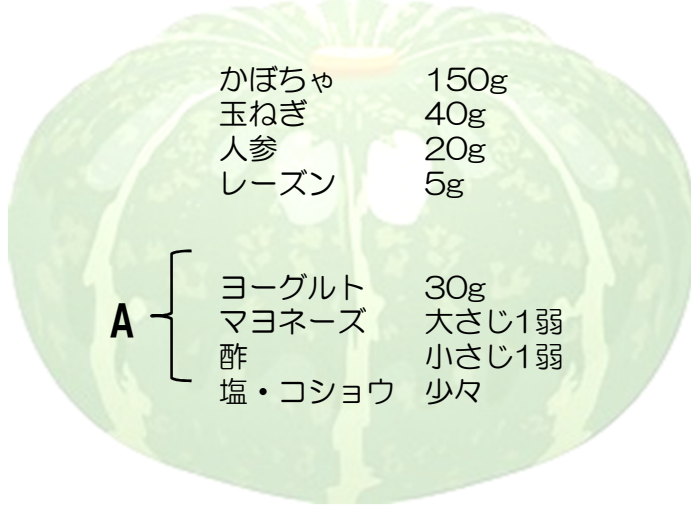 かぼちゃ 150g
玉ねぎ 40g
人参 20g
レーズン 5g
A
ヨーグルト 30g
マヨネーズ 大さじ1弱
酢 小さじ1弱
塩・コショウ 少々